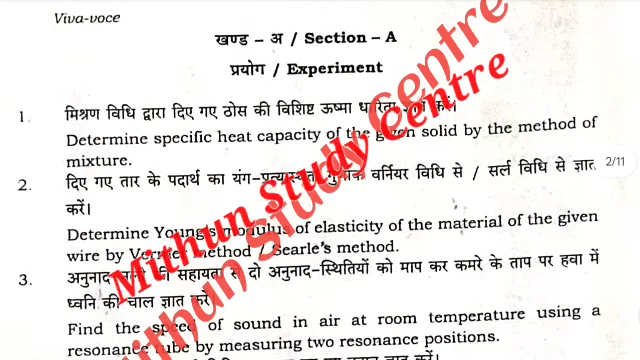 Viva-voce
खण्ड – अ / Section – A
प्रयोग / Experiment
1. मिश्रण विधि द्वारा दिए गए ठोस की विशिष्ट ऊष्मा धारिता ज्ञात करें।
Determine specific heat capacity of the given solid by the method of
mixture.
2. दिए गए तार के पदार्थ का यंग-प्रत्यास्थता गुणांक वर्नियर विधि से / सर्ल विधि से ज्ञात
2/11
करें।
Determine Young's modulus of elasticity of the material of the given
wire by Vernier method / Searle's method.
3. अनुनाद नली की सहायता से दो अनुनाद-स्थितियों को माप कर कमरे के ताप पर हवा में
ध्वनि की चाल ज्ञात करें।
Find the speed of sound in air at room temperature using a
resonance tube by measuring two resonance positions.
Mithun Study Centre
Mithun Study Centre